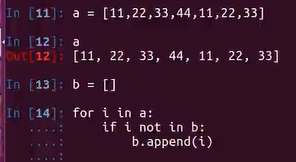 In [11]: a = [11,22,33,44,11,22,33]
In [12]: a
Out[12]: [11, 22, 33, 44, 11, 22, 33]
In [13]: b = []
In [14]: for i in a:
....:     if i not in b:
....:         b.append(i)